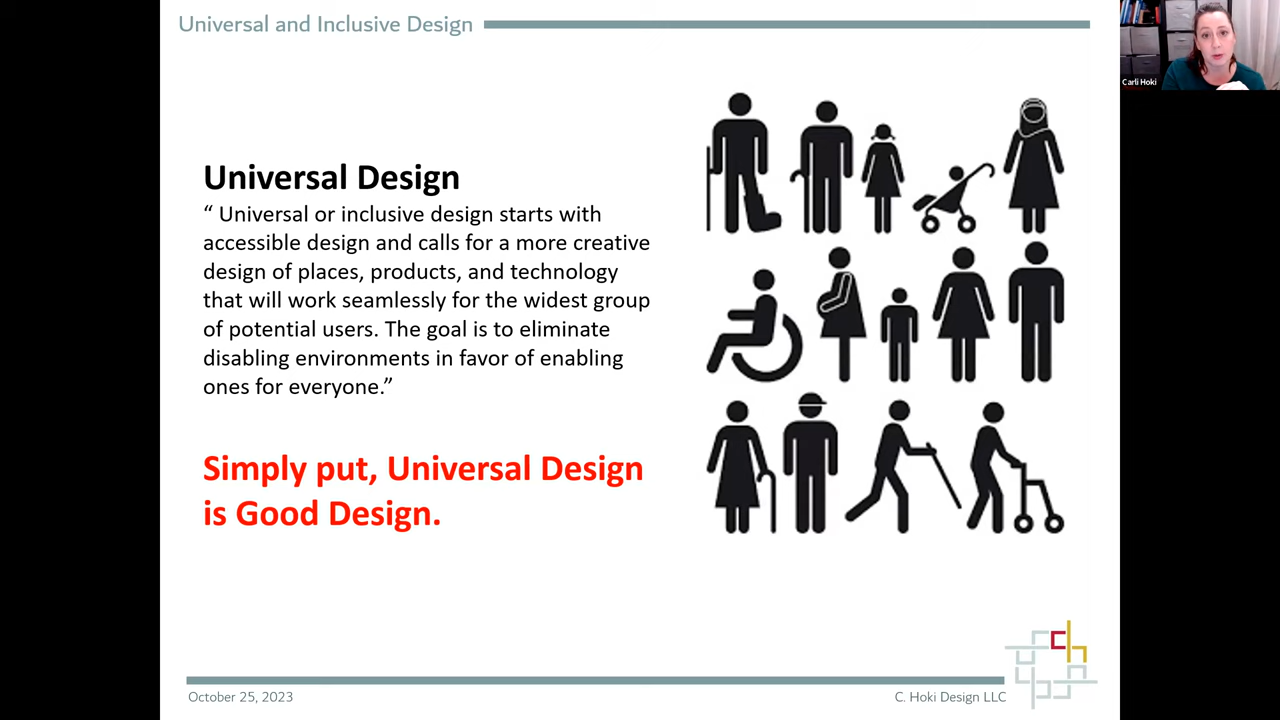 Universal and Inclusive Design
Carli Hoki
Universal Design
“ Universal or inclusive design starts with
accessible design and calls for a more creative
design of places, products, and technology
that will work seamlessly for the widest group
of potential users. The goal is to eliminate
disabling environments in favor of enabling
ones for everyone.”
Simply put, Universal Design
is Good Design.
October 25, 2023
C. Hoki Design LLC
ch